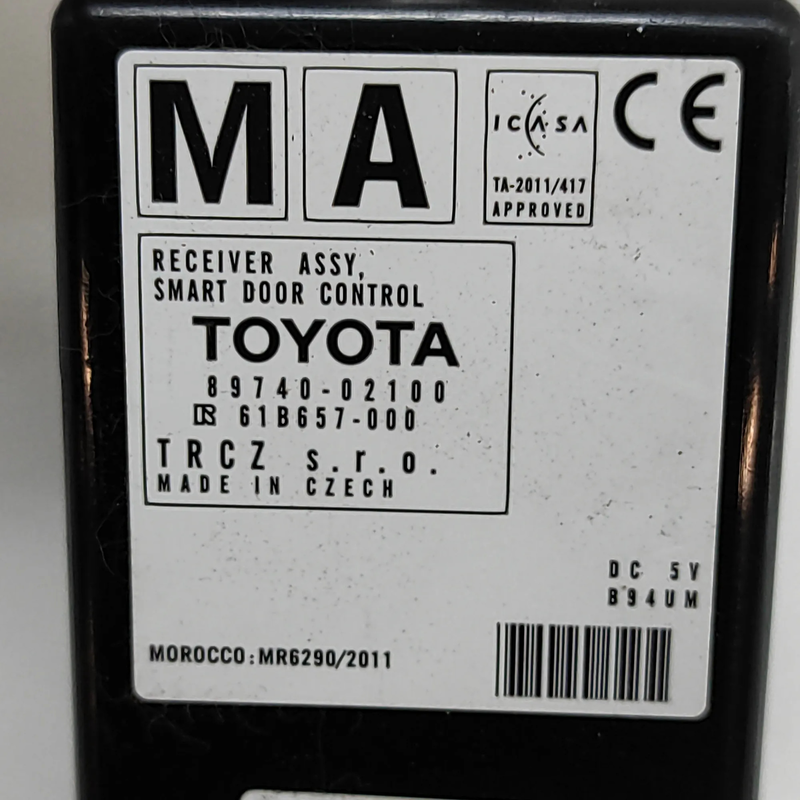 M A
ICASA
TA-2011/417
APPROVED
CE
RECEIVER ASSY,
SMART DOOR CONTROL
TOYOTA
89740-02100
61B657-000
TRCZ s.r.o.
MADE IN CZECH
DC 5V
B94UM
MOROCCO:MR6290/2011